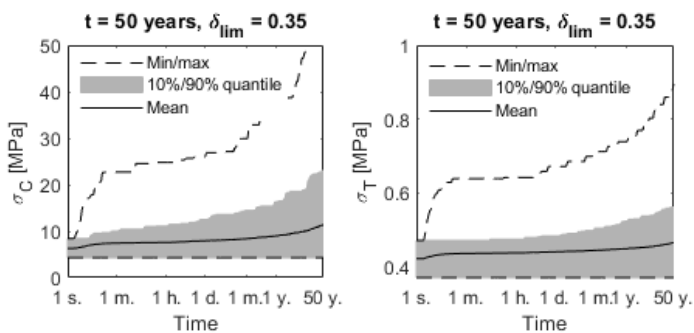 t = 50 years, δlim = 0.35
50
40
30
20
10
0
σC [MPa]
Min/max
10%/90% quantile
Mean
1 s. 1 m. 1 h. 1 d. 1 m.1 y. 50 y.
Time
t = 50 years, δlim = 0.35
1
0.8
0.6
0.4
σT [MPa]
Min/max
10%/90% quantile
Mean
1 s. 1 m. 1 h. 1 d. 1 m.1 y. 50 y.
Time